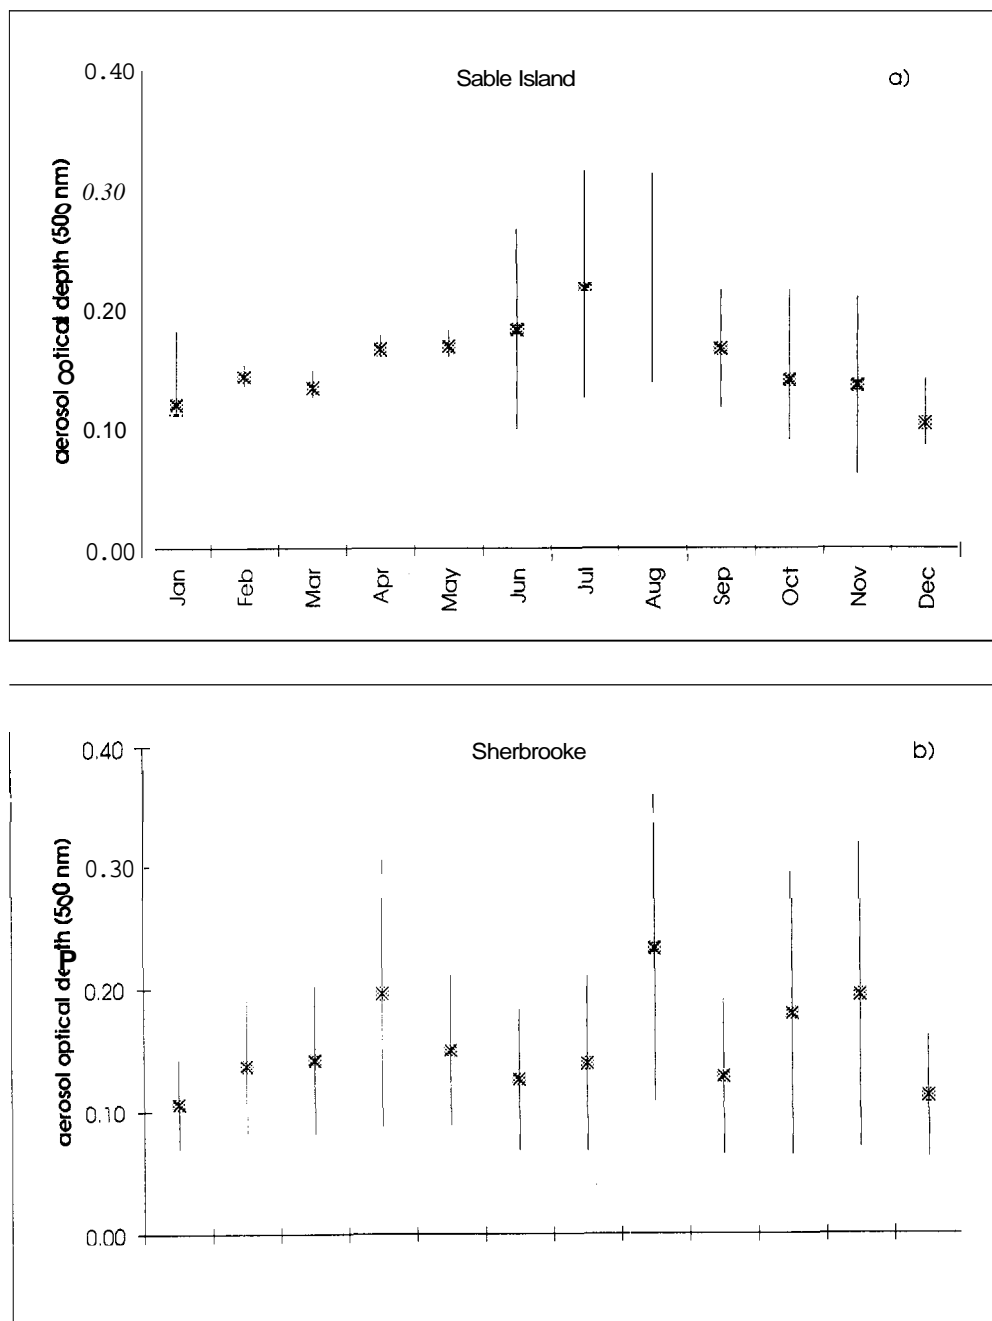 Sable Island
a)
0.40
0.30
0.20
0.10
0.00
aerosol optical depth (500 nm)
Jan
Feb
Mar
Apr
May
Jun
Jul
Aug
Sep
Oct
Nov
Dec
Sherbrooke
b)
0.40
0.30
0.20
0.10
0.00
aerosol optical depth (500 nm)